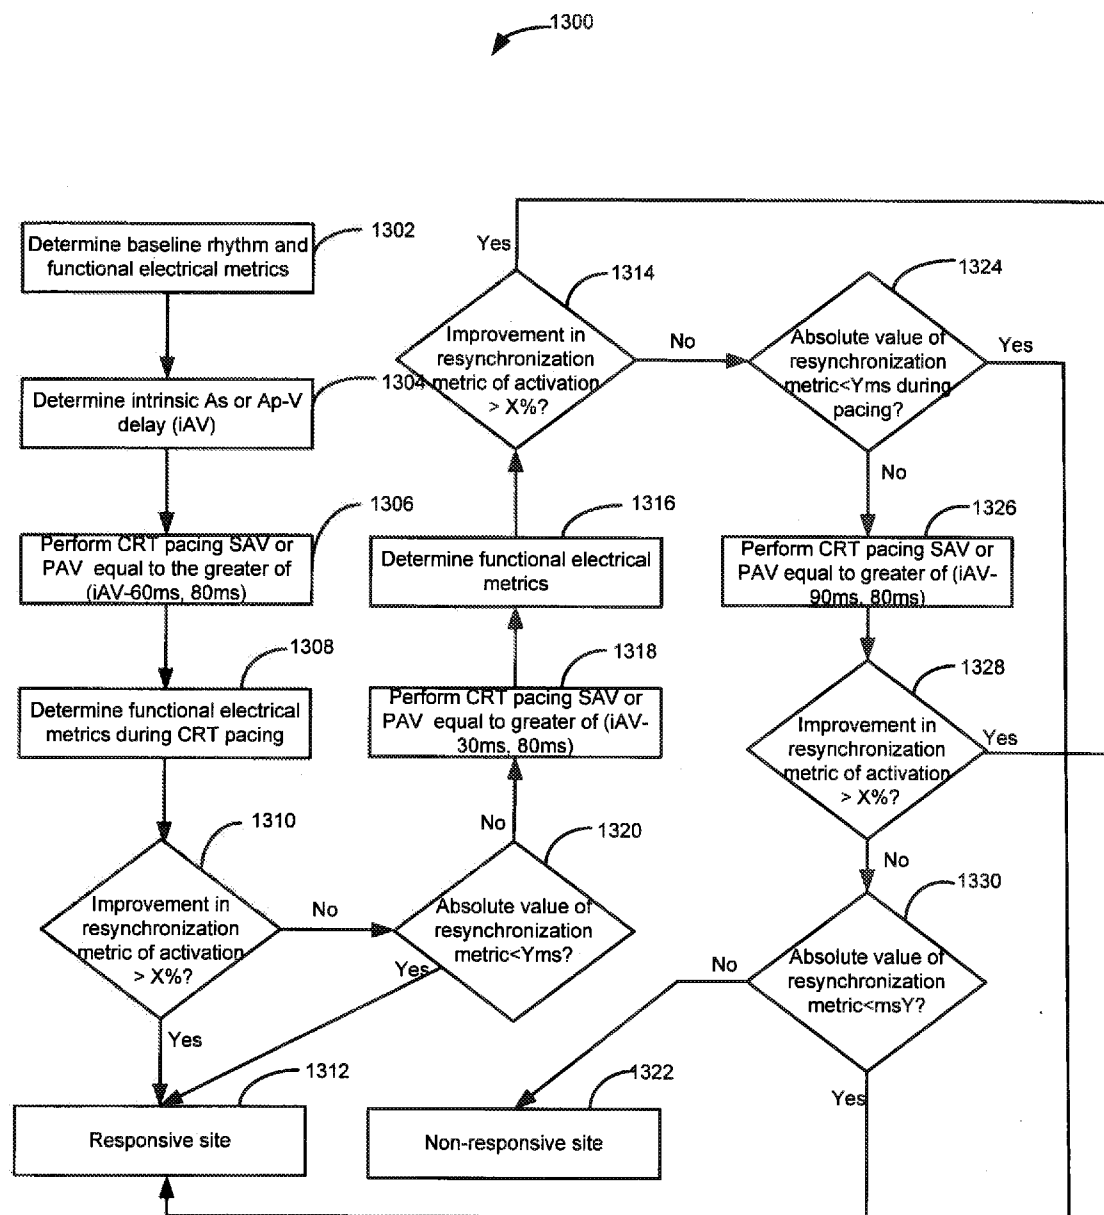 1300
Determine baseline rhythm and
functional electrical metrics
1302
Determine intrinsic As or Ap-V
delay (iAV)
1304
Perform CRT pacing SAV or
PAV equal to the greater of
(iAV-60ms, 80ms)
1306
Determine functional electrical
metrics during CRT pacing
1308
Improvement in
resynchronization
metric of activation
> X%?
1310
No
Yes
Responsive site
1312
Absolute value of
resynchronization
metric<Yms?
1320
Yes
No
Perform CRT pacing SAV or
PAV equal to greater of (iAV-
30ms, 80ms)
1318
Determine functional electrical
metrics
1316
Improvement in
resynchronization
metric of activation
> X%?
1314
Yes
No
Absolute value of
resynchronization
metric<Yms during
pacing?
1324
Yes
No
Perform CRT pacing SAV or
PAV equal to greater of (iAV-
90ms, 80ms)
1326
Improvement in
resynchronization
metric of activation
> X%?
1328
Yes
No
Absolute value of
resynchronization
metric<msY?
1330
No
Yes
Non-responsive site
1322